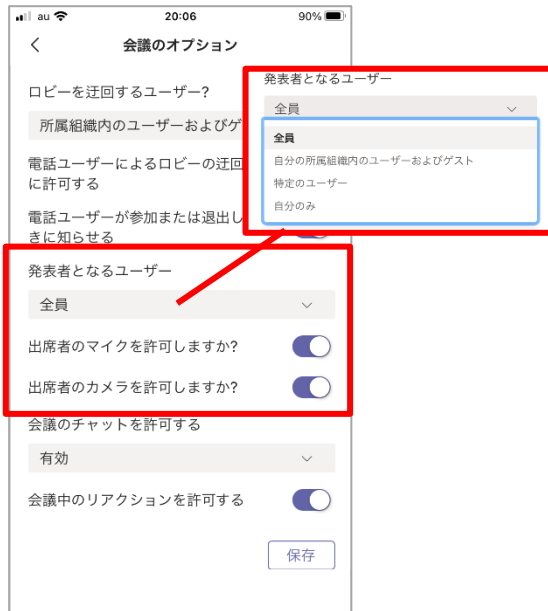 au 20:06 90%
会議のオプション
ロビーを迂回するユーザー?
所属組織内のユーザーおよびゲ
電話ユーザーによるロビーの迂回
に許可する
電話ユーザーが参加または退出し
きに知らせる
発表者となるユーザー
全員
出席者のマイクを許可しますか?
出席者のカメラを許可しますか?
会議のチャットを許可する
有効
会議中のリアクションを許可する
保存
発表者となるユーザー
全員
全員
自分の所属組織内のユーザーおよびゲスト
特定のユーザー
自分のみ